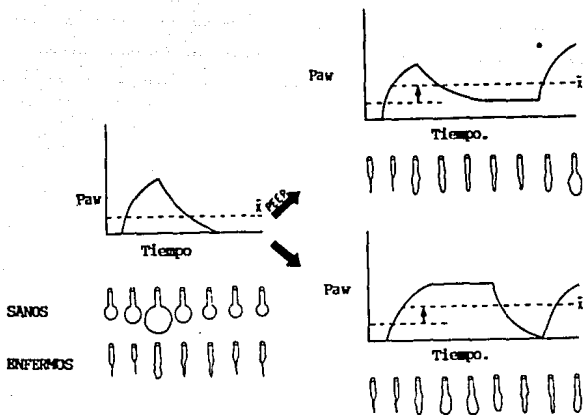 Paw
x̄
Tiempo.
Paw
x̄
Tiempo
PEEP
SANOS
ENFERMOS
Paw
x̄
Tiempo.